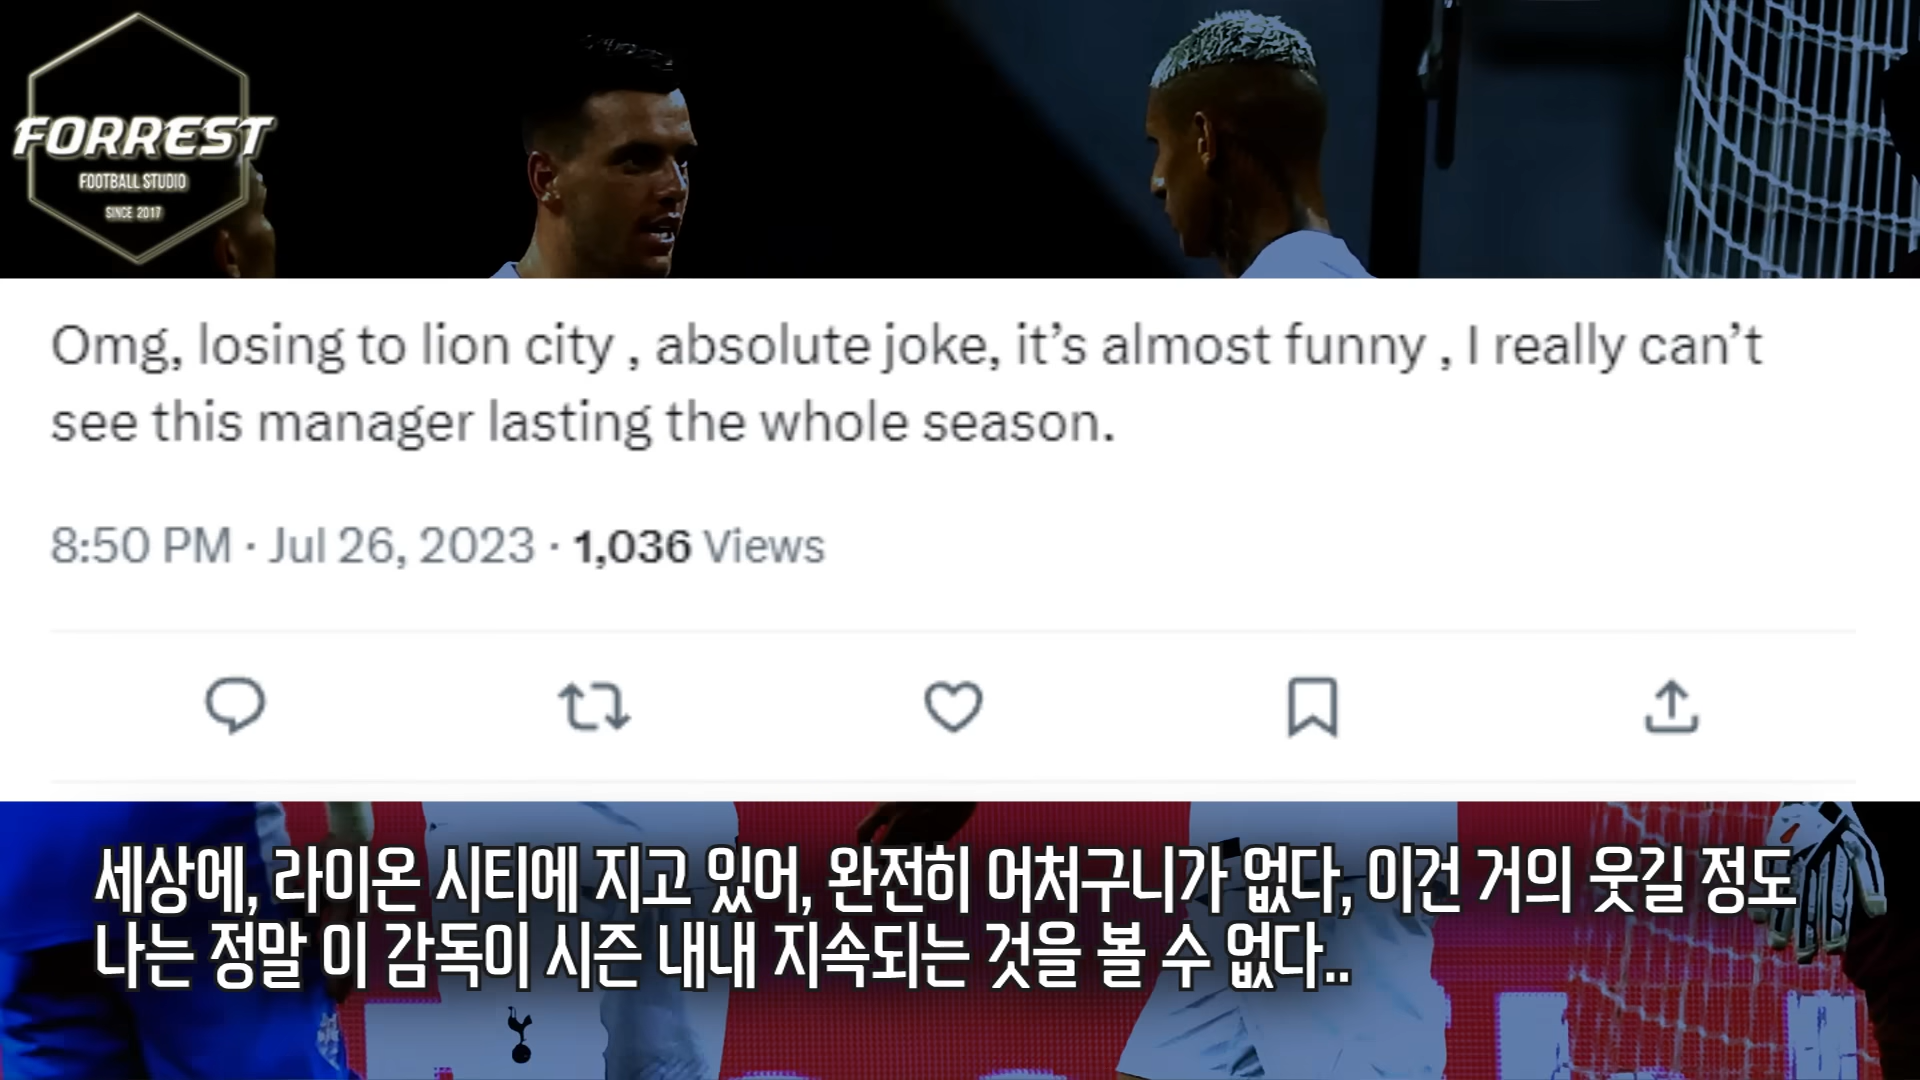 FORREST
FOOTBALL STUDIO
SINCE 2017
Omg, losing to lion city , absolute joke, it’s almost funny , I really can’t
see this manager lasting the whole season.
8:50 PM · Jul 26, 2023 · 1,036 Views
세상에, 라이온 시티에 지고 있어, 완전히 어처구니가 없다, 이건 거의 웃길 정도
나는 정말 이 감독이 시즌 내내 지속되는 것을 볼 수 없다..